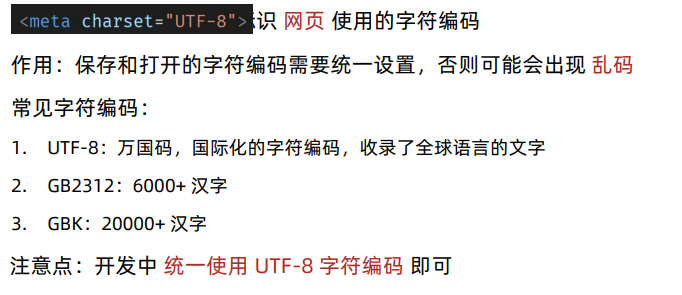 <meta charset="UTF-8">识 网页 使用的字符编码
作用：保存和打开的字符编码需要统一设置，否则可能会出现 乱码
常见字符编码：
1. UTF-8：万国码，国际化的字符编码，收录了全球语言的文字
2. GB2312：6000+ 汉字
3. GBK：20000+ 汉字
注意点：开发中 统一使用 UTF-8 字符编码 即可